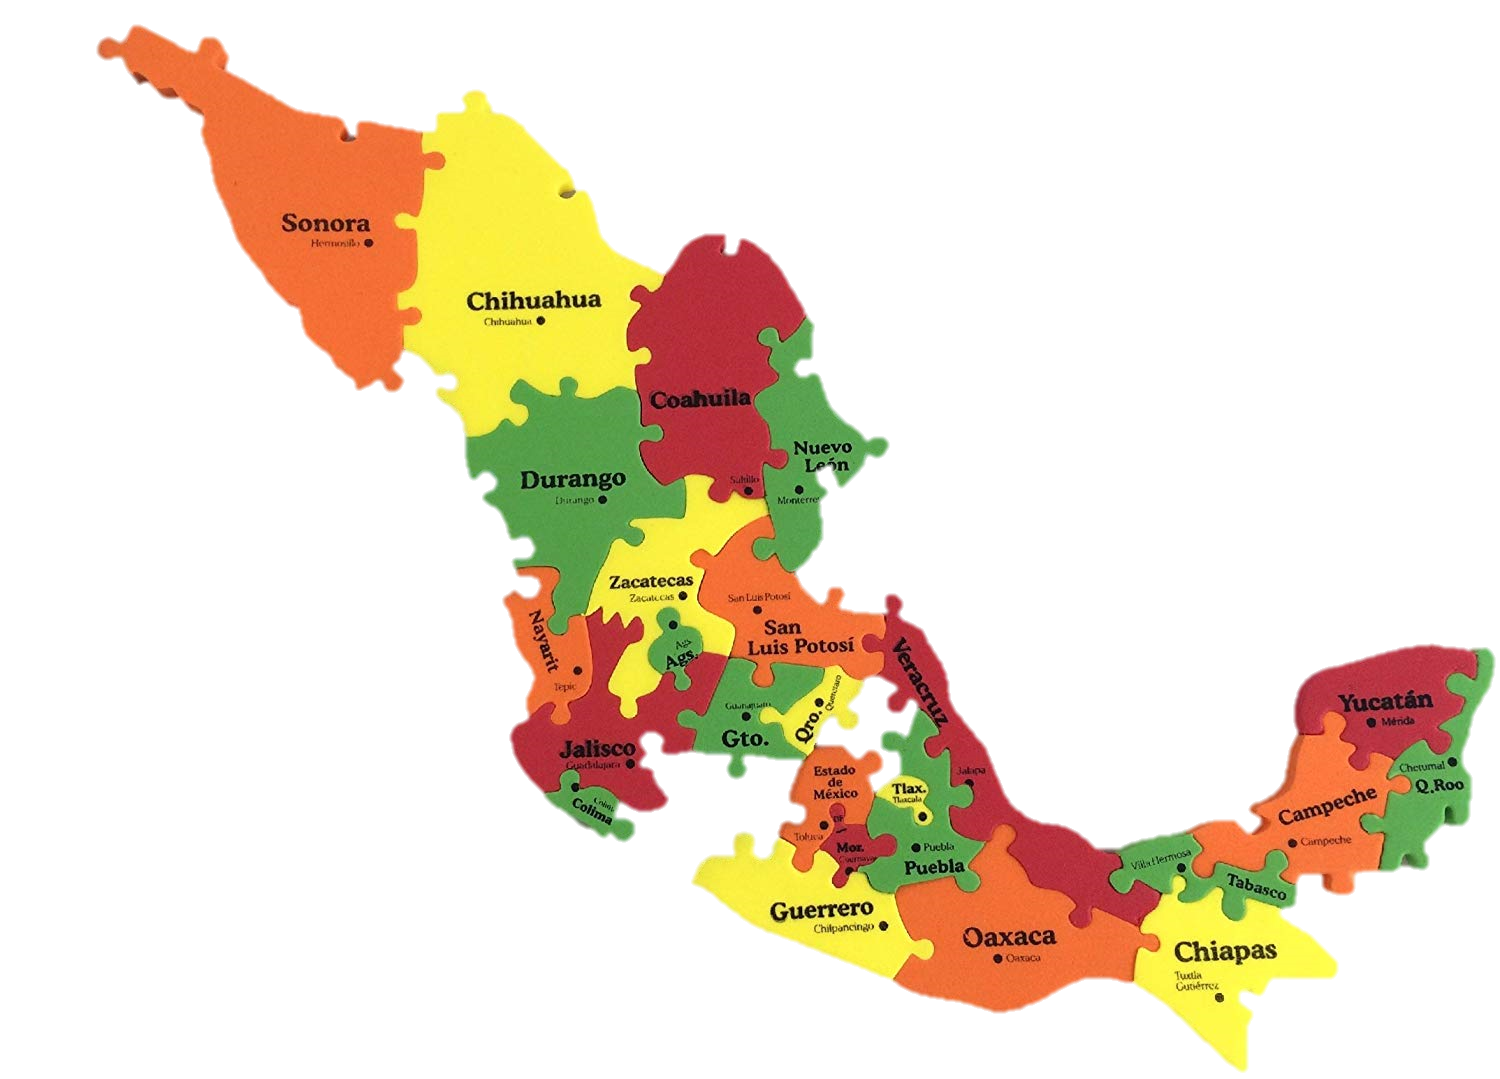 Sonora
Hermosillo
Chihuahua
Chihuahua
Coahuila
Saltillo
Nuevo
León
Monterrey
Durango
Durango
Zacatecas
Zacatecas
San Luis Potosí
San
Luis Potosí
Nayarit
Tepic
Ags.
Ags.
Veracruz
Jalapa
Guanajuato
Gto.
Qro.
Querétaro
Jalisco
Guadalajara
Colima
Colima
Estado
de
México
Toluca
DF
Mor.
Cuernavaca
Tlax.
Tlaxcala
Puebla
Puebla
Guerrero
Chilpancingo
Oaxaca
Oaxaca
Villa Hermosa
Tabasco
Chiapas
Tuxtla
Gutiérrez
Campeche
Campeche
Yucatán
Mérida
Chetumal
Q.Roo